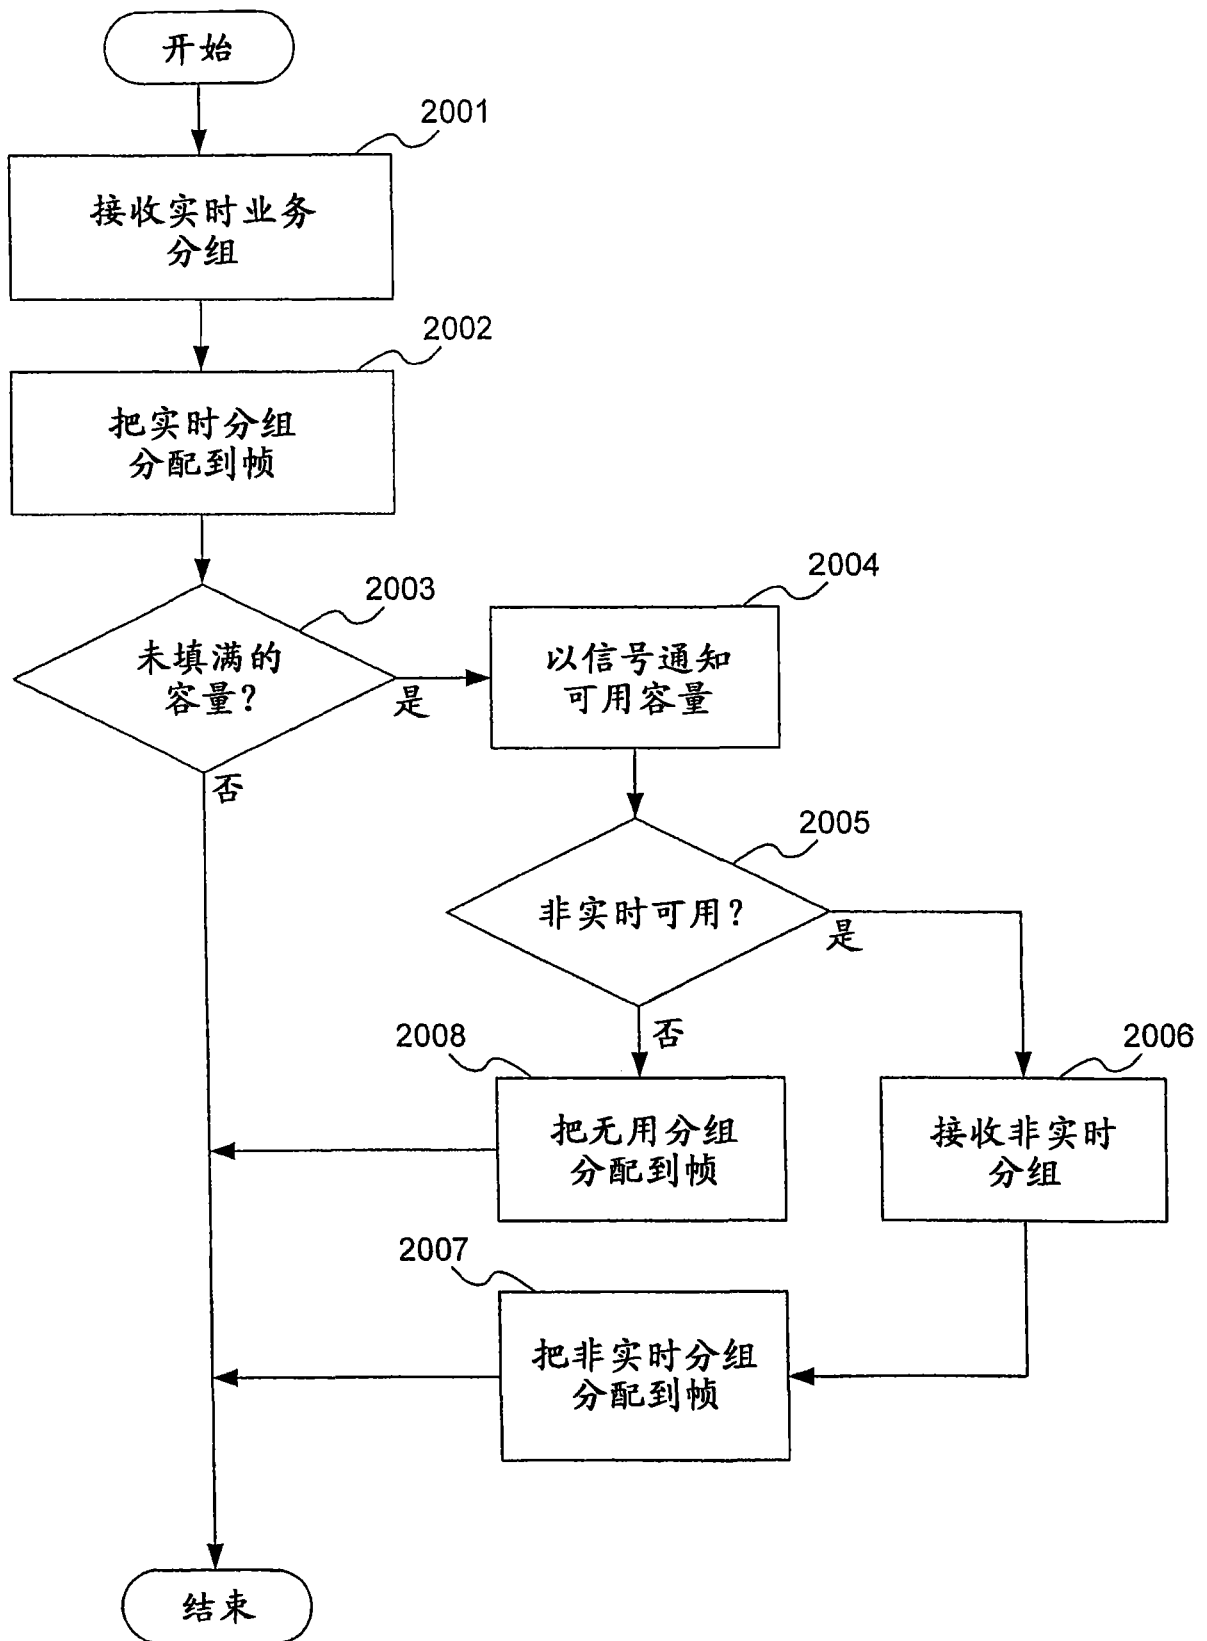 开始
2001
接收实时业务
分组
2002
把实时分组
分配到帧
2003
未填满的
容量?
是
否
2004
以信号通知
可用容量
2005
非实时可用?
是
否
2008
把无用分组
分配到帧
2006
接收非实时
分组
2007
把非实时分组
分配到帧
结束